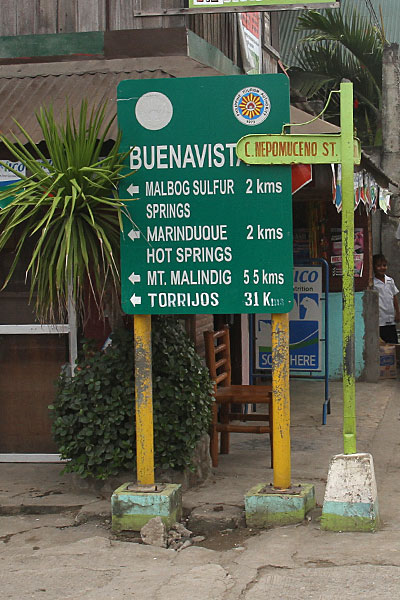 C. NEPOMUCENO ST.
BUENAVISTA
MALBOG SULFUR 2 kms
SPRINGS
MARINDUQUE 2 kms
HOT SPRINGS
MT. MALINDIG 5 5 kms
TORRIJOS 31 K
HERE